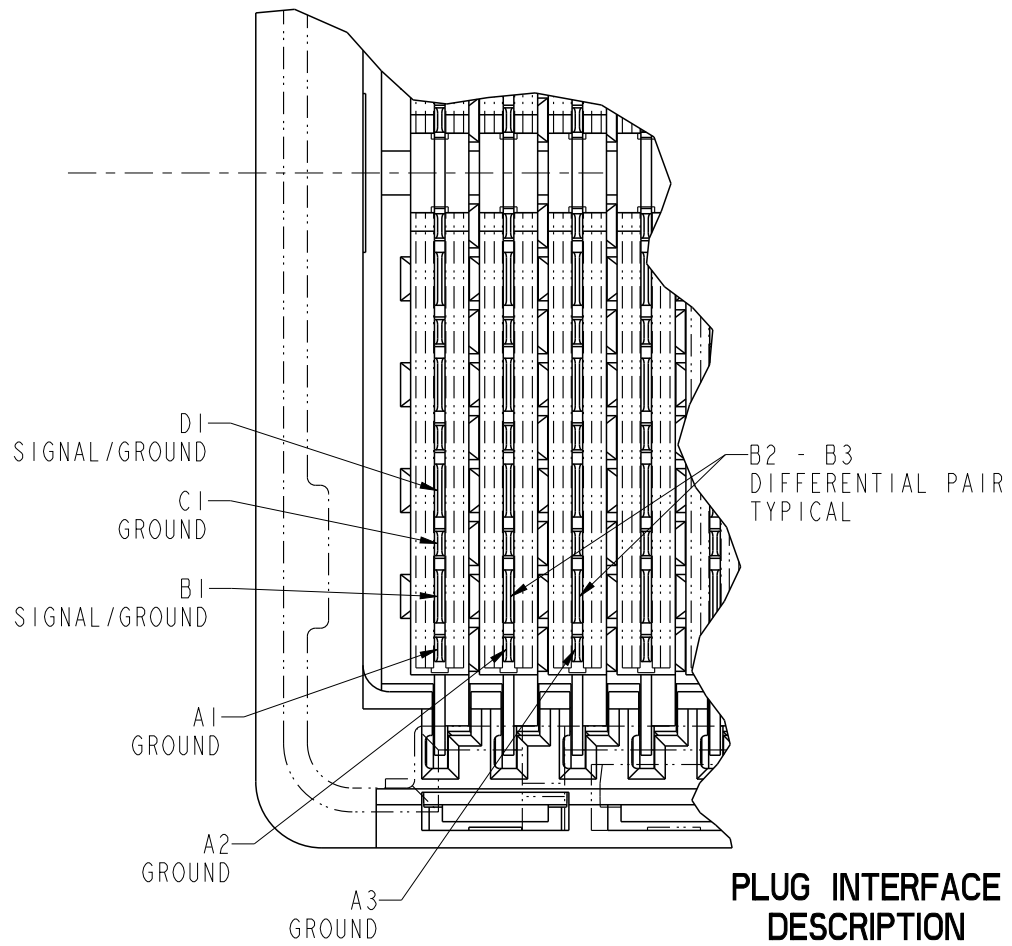 D1
SIGNAL/GROUND
C1
GROUND
B1
SIGNAL/GROUND
A1
GROUND
A2
GROUND
A3
GROUND
B2 - B3
DIFFERENTIAL PAIR
TYPICAL
PLUG INTERFACE
DESCRIPTION